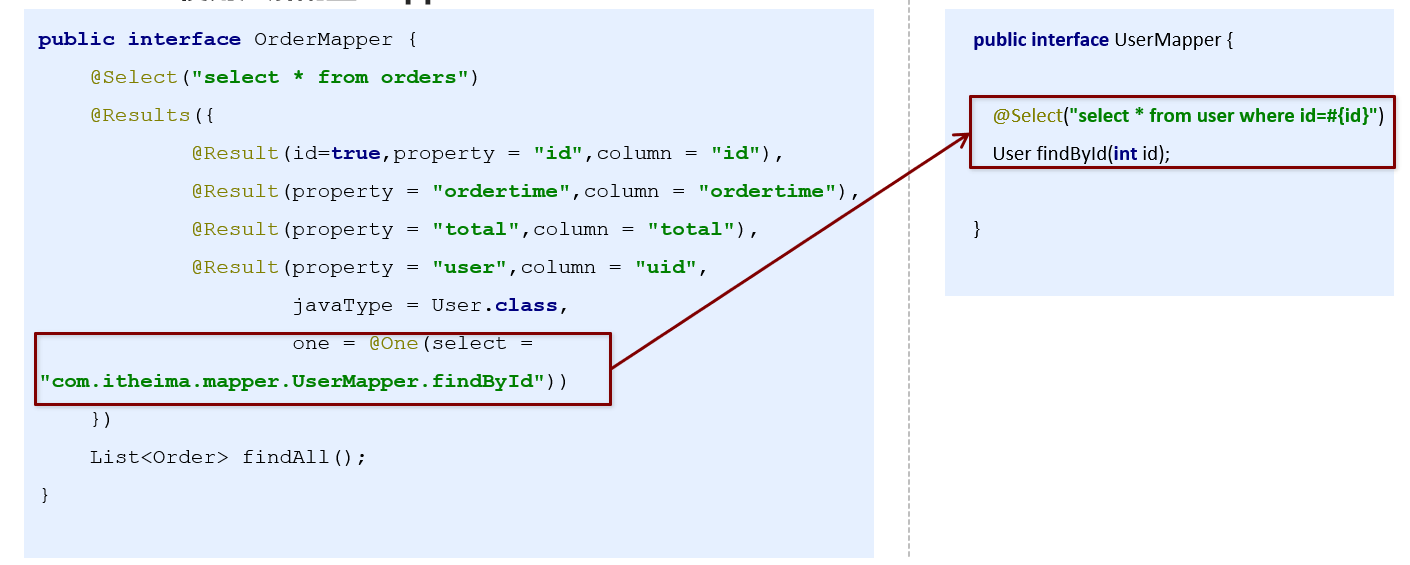 public interface OrderMapper {
@Select("select * from orders")
@Results({
@Result(id=true,property = "id",column = "id"),
@Result(property = "ordertime",column = "ordertime"),
@Result(property = "total",column = "total"),
@Result(property = "user",column = "uid",
javaType = User.class,
one = @One(select =
"com.itheima.mapper.UserMapper.findById"))
})
List<Order> findAll();
}
public interface UserMapper {
@Select("select * from user where id=#{id}")
User findById(int id);
}